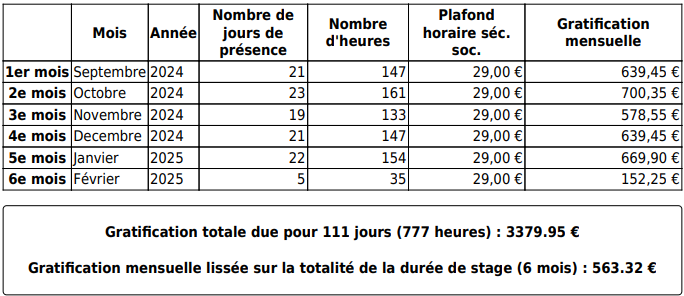 Mois Année Nombre de jours de présence Nombre d'heures Plafond horaire séc. soc. Gratification mensuelle
1er mois Septembre 2024 21 147 29,00 € 639,45 €
2e mois Octobre 2024 23 161 29,00 € 700,35 €
3e mois Novembre 2024 19 133 29,00 € 578,55 €
4e mois Decembre 2024 21 147 29,00 € 639,45 €
5e mois Janvier 2025 22 154 29,00 € 669,90 €
6e mois Février 2025 5 35 29,00 € 152,25 €
Gratification totale due pour 111 jours (777 heures) : 3379.95 €
Gratification mensuelle lissée sur la totalité de la durée de stage (6 mois) : 563.32 €